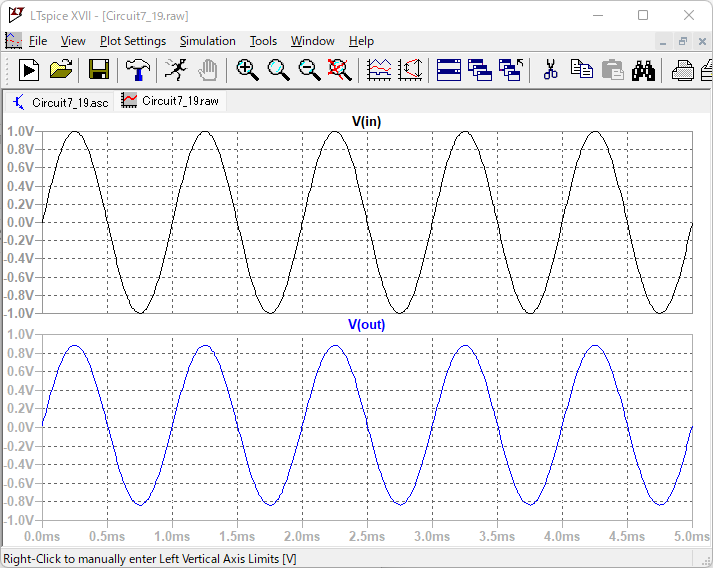 LTspice XVII - [Circuit7_19.raw]
File View Plot Settings Simulation Tools Window Help
Circuit7_19.asc Circuit7_19.raw
V(in)
1.0V
0.8V
0.6V
0.4V
0.2V
0.0V
-0.2V
-0.4V
-0.6V
-0.8V
-1.0V
V(out)
1.0V
0.8V
0.6V
0.4V
0.2V
0.0V
-0.2V
-0.4V
-0.6V
-0.8V
-1.0V
0.0ms 0.5ms 1.0ms 1.5ms 2.0ms 2.5ms 3.0ms 3.5ms 4.0ms 4.5ms 5.0ms
Right-Click to manually enter Left Vertical Axis Limits [V]